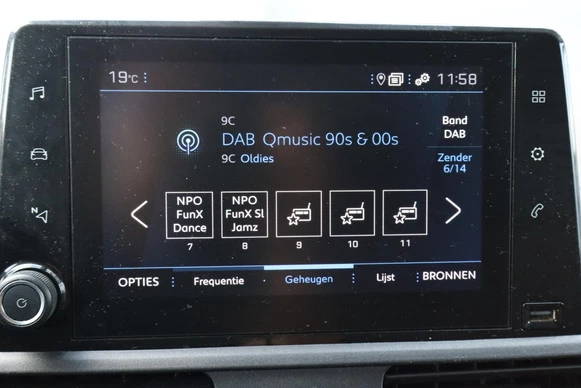 19°C
11:58
9C
DAB Qmusic 90s & 00s
9C Oldies
Band
DAB
Zender
6/14
NPO
FunX
Dance
NPO
FunX Sl
Jamz
7
8
9
10
11
OPTIES
Frequentie
Geheugen
Lijst
BRONNEN
N